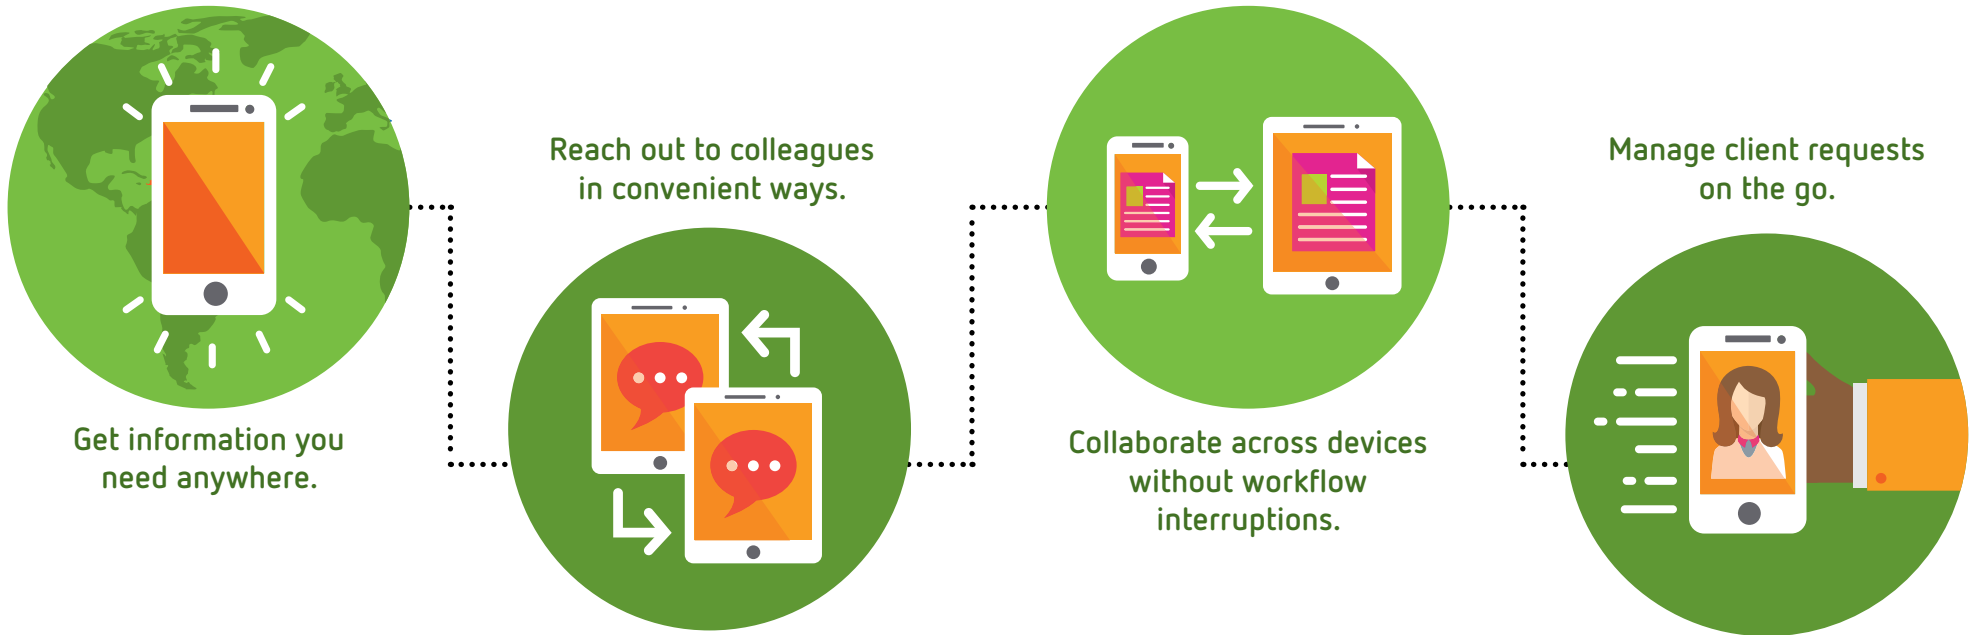 Get information you
need anywhere.
Reach out to colleagues
in convenient ways.
Collaborate across devices
without workflow
interruptions.
Manage client requests
on the go.